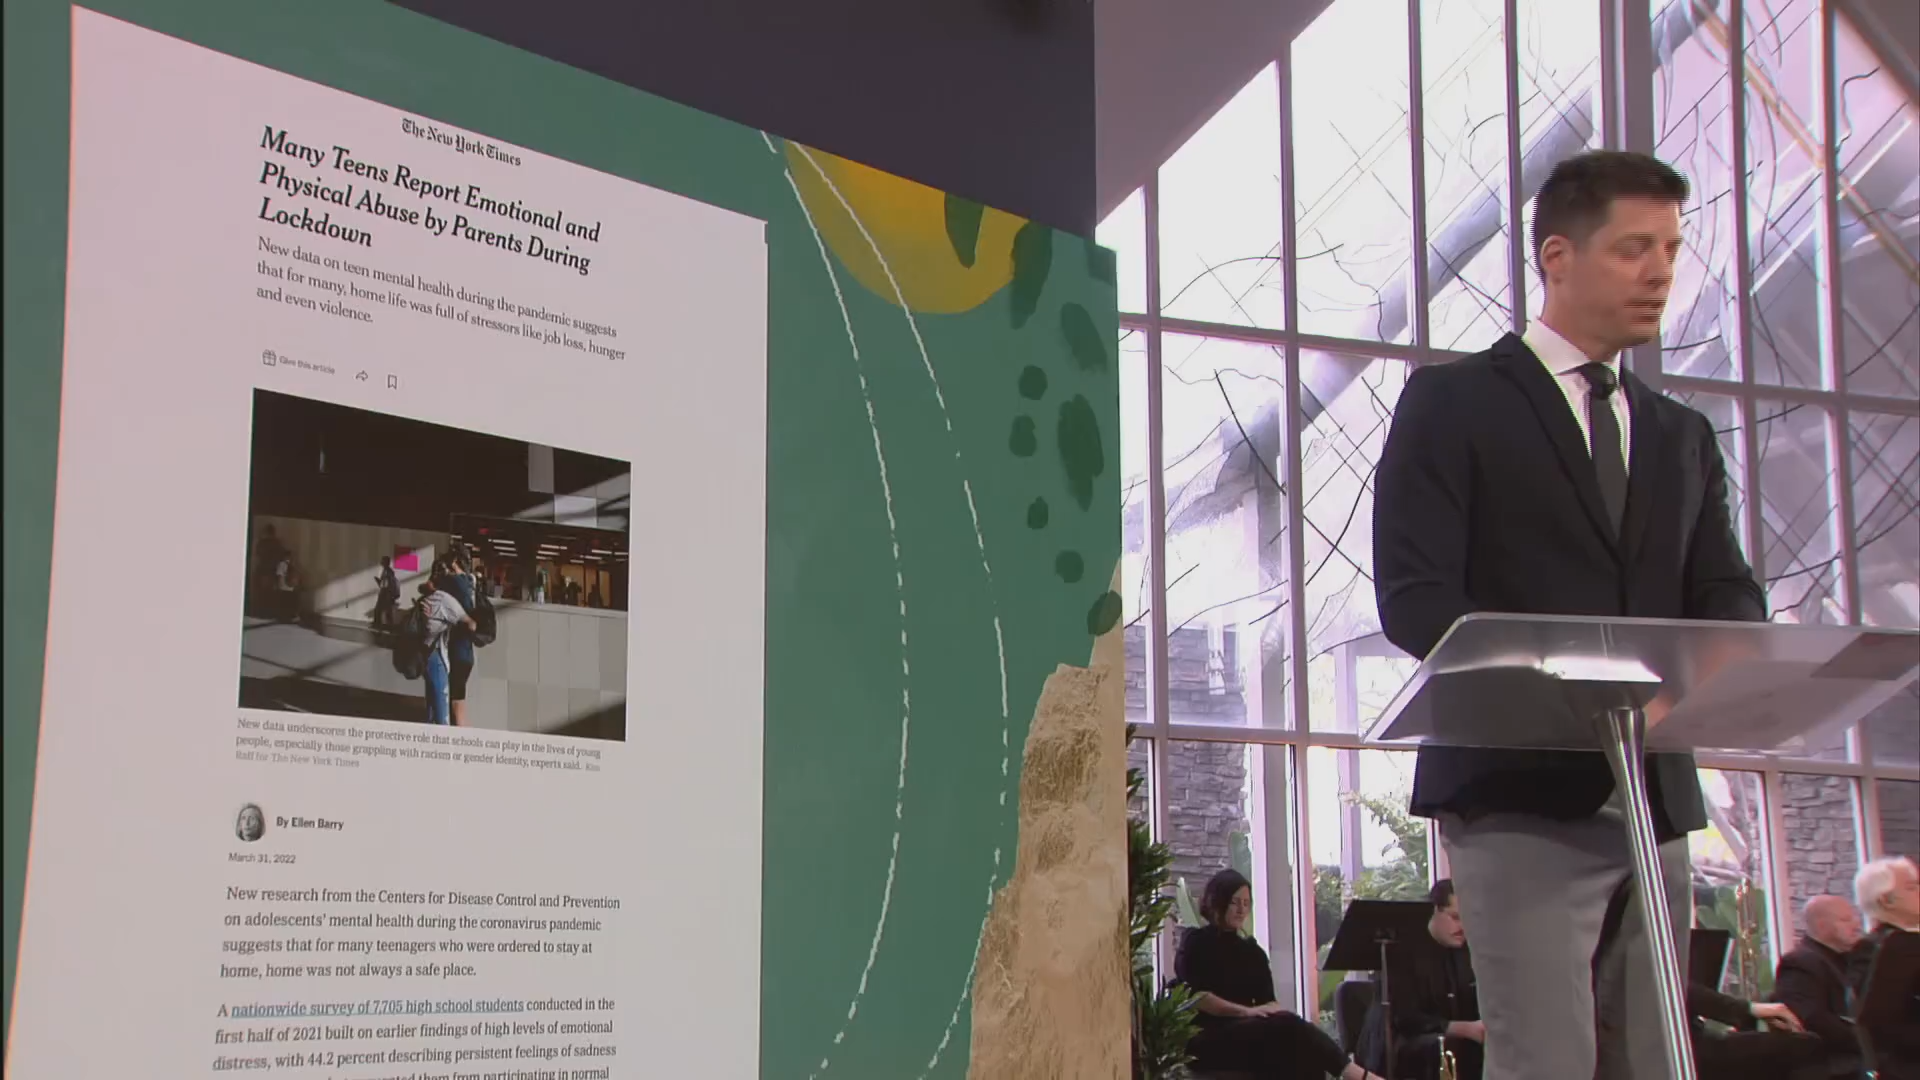 The New York Times
Many Teens Report Emotional and
Physical Abuse by Parents During
Lockdown
New data on teen mental health during the pandemic suggests
that for many, home life was full of stressors like job loss, hunger
and even violence.
Give this article
New data underscores the protective role that schools can play in the lives of young
people, especially those grappling with racism or gender identity, experts said. Kim
Raff for The New York Times
By Ellen Barry
March 31, 2022
New research from the Centers for Disease Control and Prevention
on adolescents' mental health during the coronavirus pandemic
suggests that for many teenagers who were ordered to stay at
home, home was not always a safe place.
A nationwide survey of 7,705 high school students conducted in the
first half of 2021 built on earlier findings of high levels of emotional
distress, with 44.2 percent describing persistent feelings of sadness
them from participating in normal